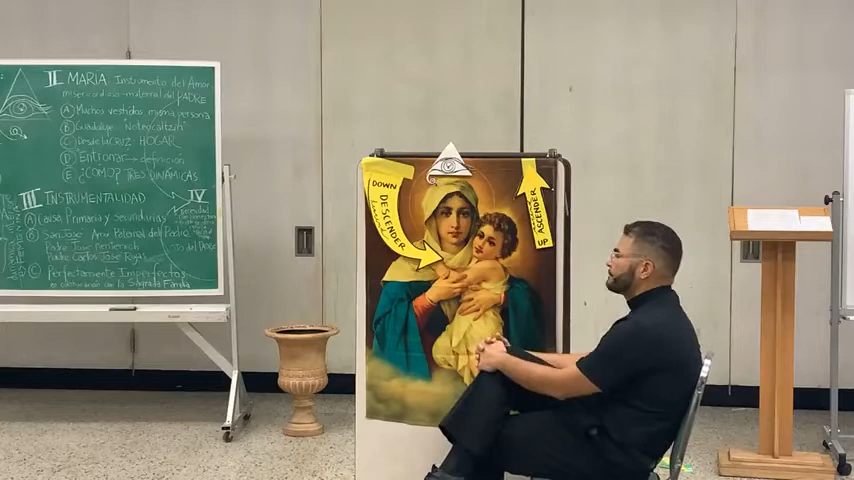 II MARIA Instrumento del Amor
misericordioso-maternal del PADRE
A Muchos vestidos misma persona
B Guadalupe
C Desde la CRUZ HOGAR
D Entronar → definición
E ¿COMO? TRES DINÁMICAS
III INSTRUMENTALIDAD
A Causa Primaria y Secundarias
B San José Amor Paternal del Padre
Padre José Kentenich
Padre Carlos José Rojas
C Perfectamente Imperfectos
IV
DOWN
DESCENDER
ASCENDER
UP